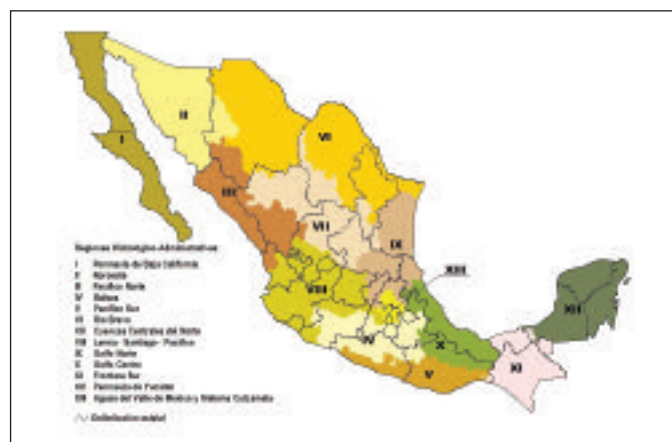 I
II
III
VI
VII
IX
VIII
XIII
IV
X
V
XI
XII
Regiones Hidrológico-Administrativas
I Península de Baja California
II Noroeste
III Pacífico Norte
IV Balsas
V Pacífico Sur
VI Río Bravo
VII Cuencas Centrales del Norte
VIII Lerma - Santiago - Pacífico
IX Golfo Norte
X Golfo Centro
XI Frontera Sur
XII Península de Yucatán
XIII Aguas del Valle de México y Sistema Cutzamala
Delimitación estatal